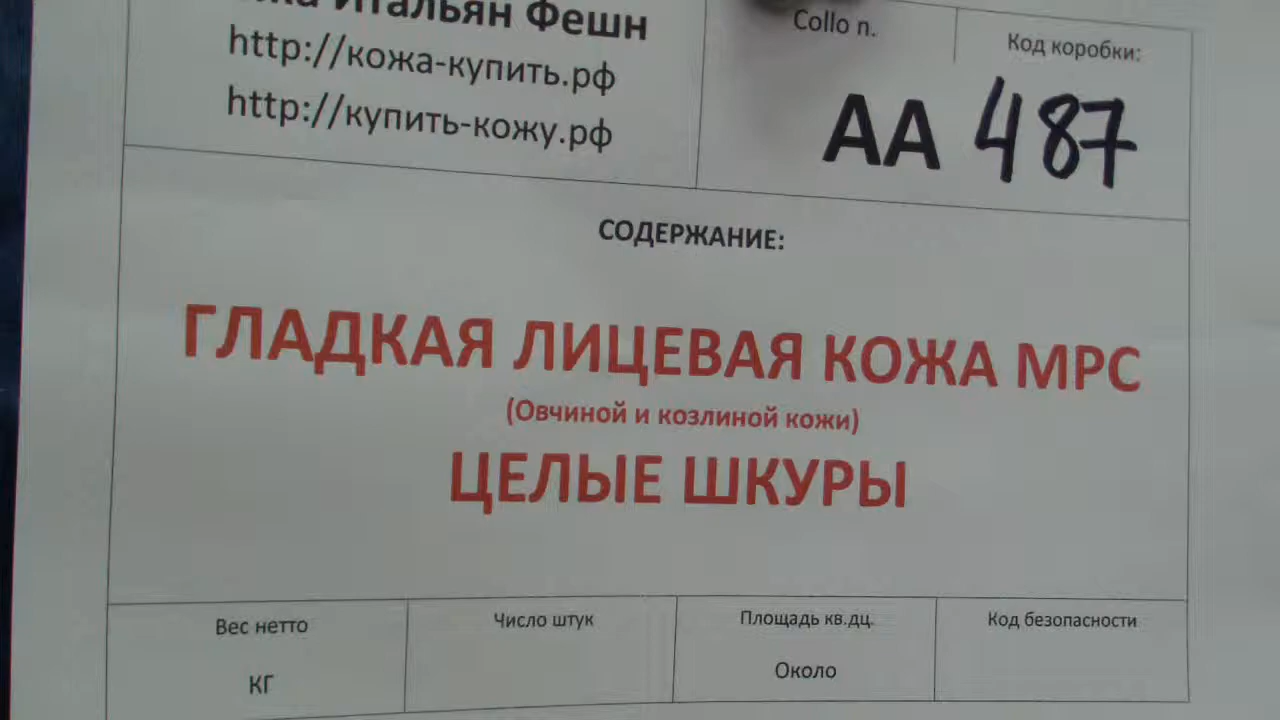 Итальян Фешн
http://кожа-купить.рф
http://купить-кожу.рф
Collo n.
Код коробки:
АА 487
СОДЕРЖАНИЕ:
ГЛАДКАЯ ЛИЦЕВАЯ КОЖА МРС
(Овчиной и козлиной кожи)
ЦЕЛЫЕ ШКУРЫ
Вес нетто
КГ
Число штук
Площадь кв.дц.
Около
Код безопасности